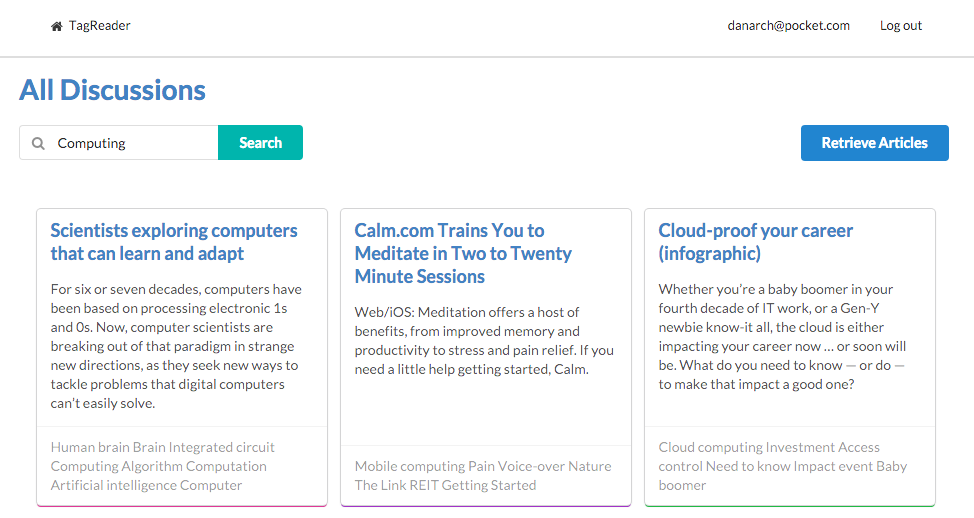 TagReader
danarch@pocket.com
Log out
All Discussions
Computing
Search
Retrieve Articles
Scientists exploring computers
that can learn and adapt
For six or seven decades, computers have
been based on processing electronic 1s
and 0s. Now, computer scientists are
breaking out of that paradigm in strange
new directions, as they seek new ways to
tackle problems that digital computers
can’t easily solve.
Human brain Brain Integrated circuit
Computing Algorithm Computation
Artificial intelligence Computer
Calm.com Trains You to
Meditate in Two to Twenty
Minute Sessions
Web/iOS: Meditation offers a host of
benefits, from improved memory and
productivity to stress and pain relief. If you
need a little help getting started, Calm.
Mobile computing Pain Voice-over Nature
The Link REIT Getting Started
Cloud-proof your career
(infographic)
Whether you’re a baby boomer in your
fourth decade of IT work, or a Gen-Y
newbie know-it all, the cloud is either
impacting your career now … or soon will
be. What do you need to know — or do —
to make that impact a good one?
Cloud computing Investment Access
control Need to know Impact event Baby
boomer